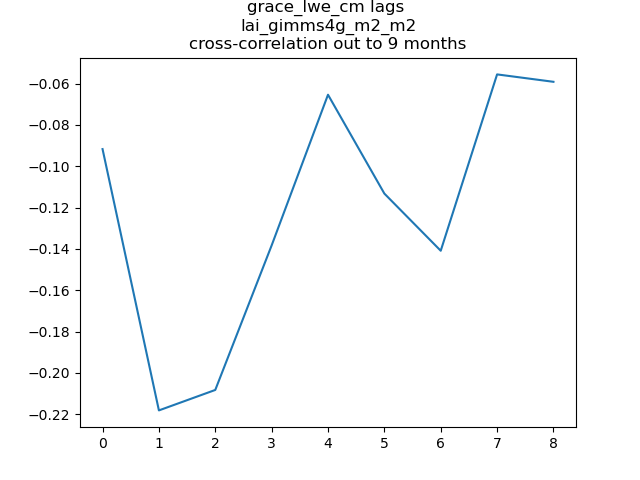 grace_lwe_cm lags
lai_gimms4g_m2_m2
cross-correlation out to 9 months
−0.06
−0.08
−0.10
−0.12
−0.14
−0.16
−0.18
−0.20
−0.22
0 1 2 3 4 5 6 7 8